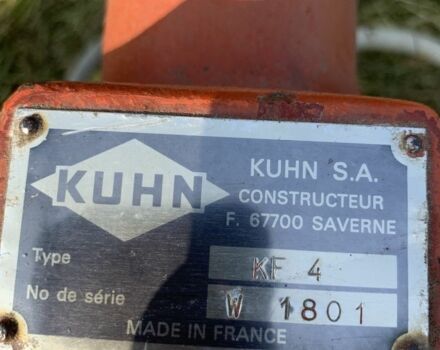 KUHN
KUHN S.A.
CONSTRUCTEUR
F. 67700 SAVERNE
Type KF 4
No de série W 1801
MADE IN FRANCE